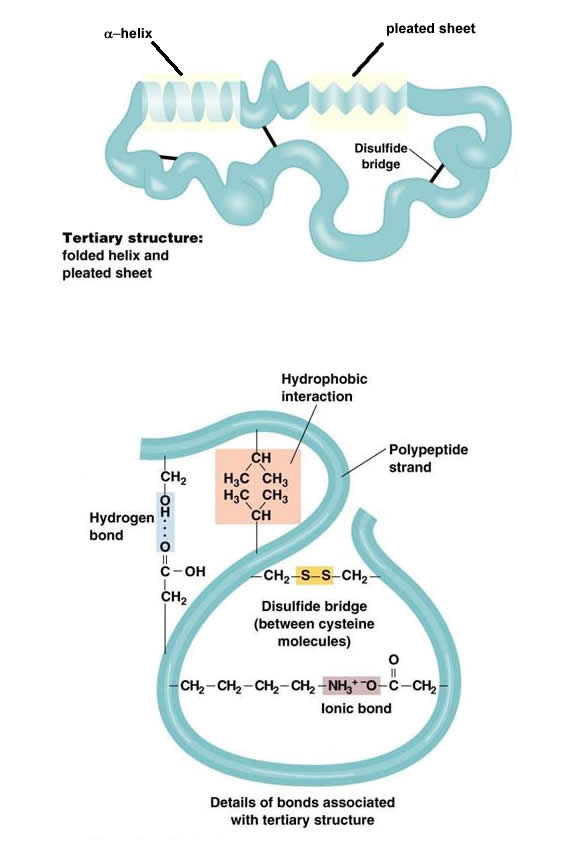 α–helix
pleated sheet
Disulfide
bridge
Tertiary structure:
folded helix and
pleated sheet
Hydrophobic
interaction
Polypeptide
strand
CH
CH₂
H₃C CH₃
O
H
H₃C CH₃
Hydrogen
bond
CH
O
C–OH
–CH₂–S–S–CH₂–
CH₂
Disulfide bridge
(between cysteine
molecules)
O
–CH₂–CH₂–CH₂–CH₂–NH₃⁺ ⁻O–C–CH₂–
Ionic bond
Details of bonds associated
with tertiary structure